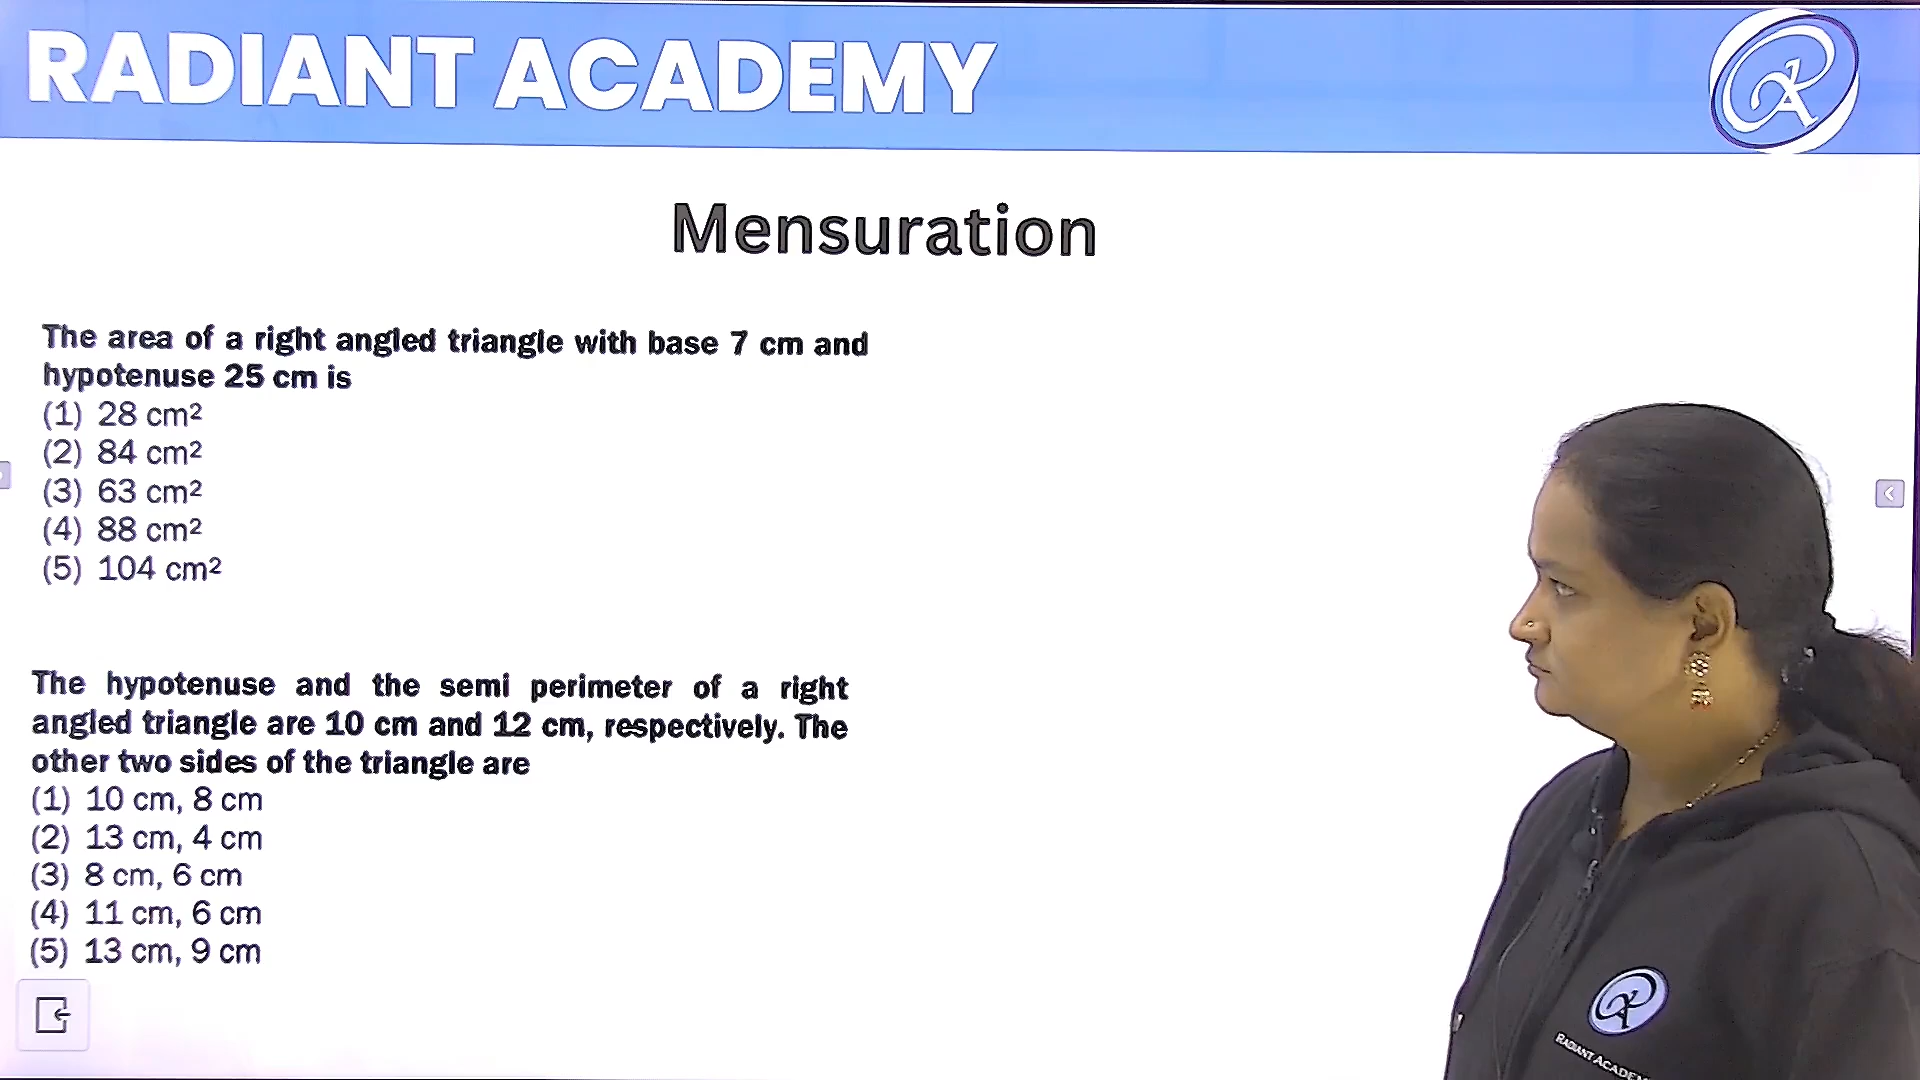 RADIANT ACADEMY
Mensuration
The area of a right angled triangle with base 7 cm and
hypotenuse 25 cm is
(1) 28 cm²
(2) 84 cm²
(3) 63 cm²
(4) 88 cm²
(5) 104 cm²
The hypotenuse and the semi perimeter of a right
angled triangle are 10 cm and 12 cm, respectively. The
other two sides of the triangle are
(1) 10 cm, 8 cm
(2) 13 cm, 4 cm
(3) 8 cm, 6 cm
(4) 11 cm, 6 cm
(5) 13 cm, 9 cm
RADIANT ACADEM